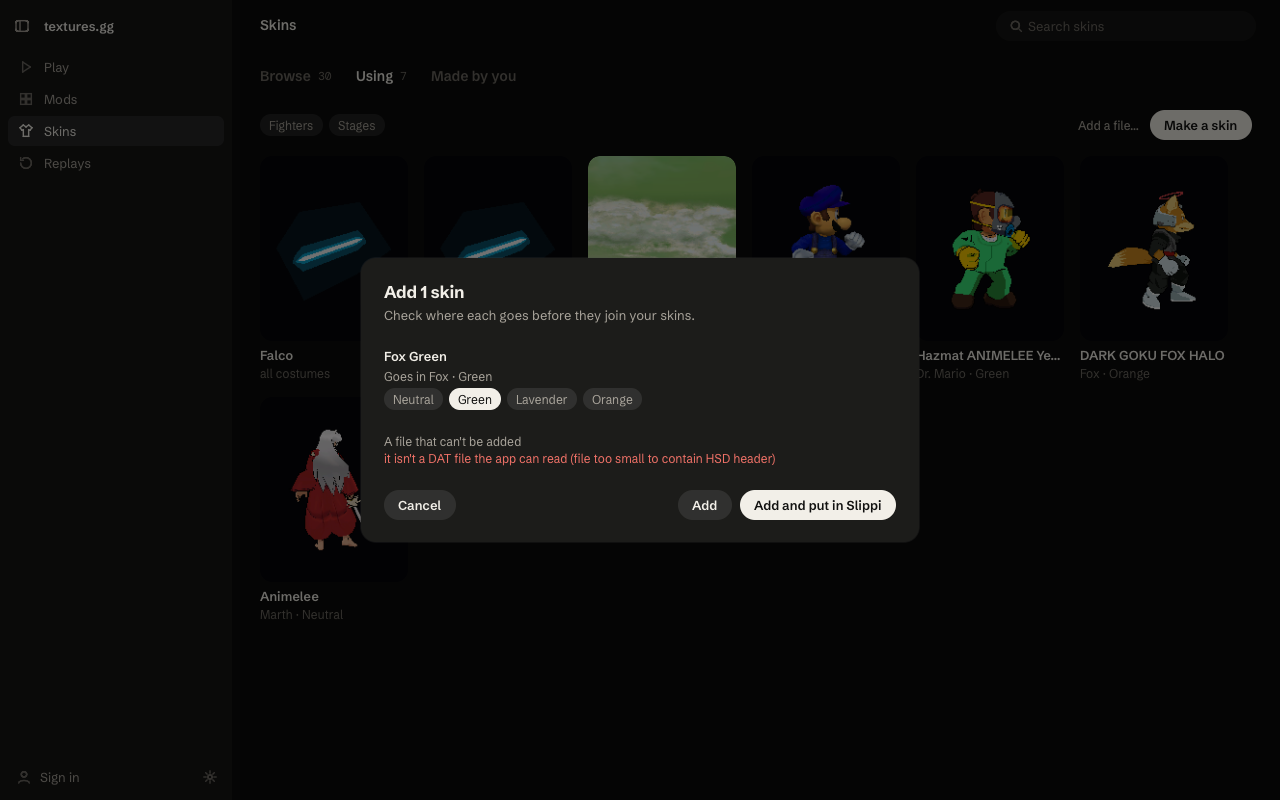 textures.gg
Skins
Search skins
Play
Mods
Skins
Replays
Browse 30
Using 7
Made by you
Fighters
Stages
Add a file...
Make a skin
Add 1 skin
Check where each goes before they join your skins.
Fox Green
Goes in Fox · Green
Neutral
Green
Lavender
Orange
A file that can't be added
it isn't a DAT file the app can read (file too small to contain HSD header)
Cancel
Add
Add and put in Slippi
Falco
all costumes
Hazmat ANIMELEE Ye...
Dr. Mario · Green
DARK GOKU FOX HALO
Fox · Orange
Animelee
Marth · Neutral
Sign in